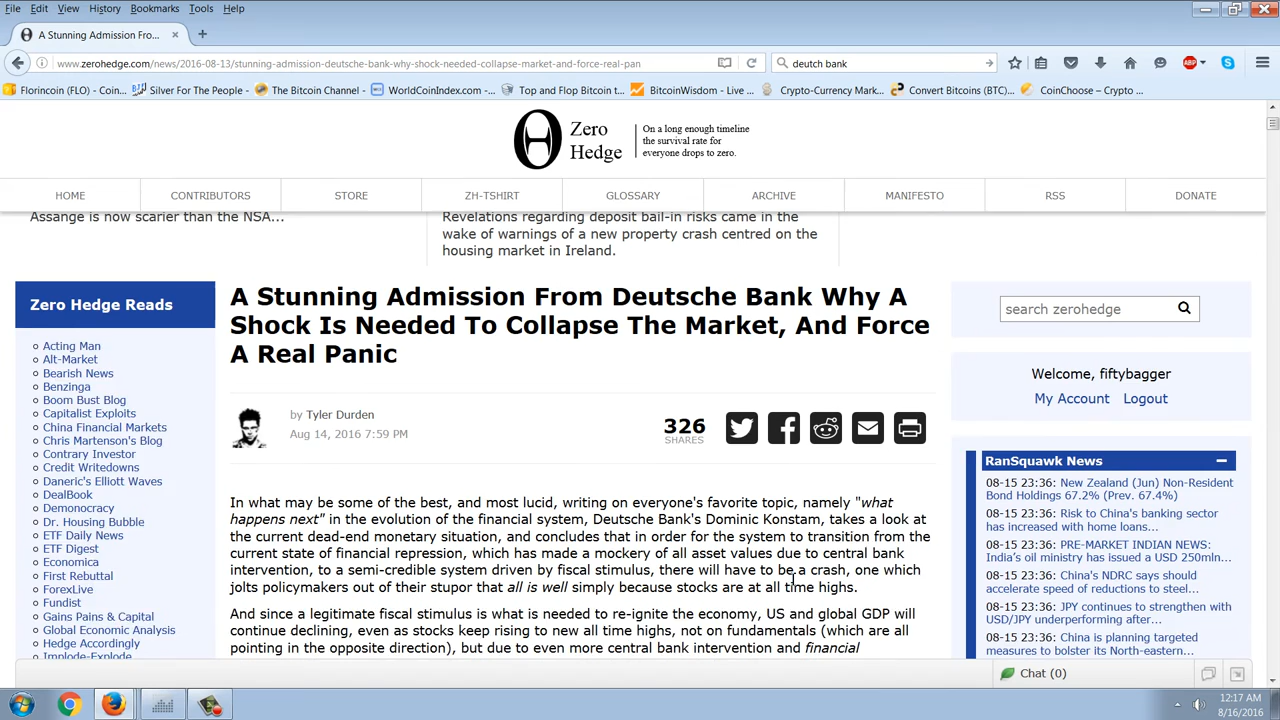 File Edit View History Bookmarks Tools Help
A Stunning Admission Fro... × +
www.zerohedge.com/news/2016-08-13/stunning-admission-deutsche-bank-why-shock-needed-collapse-market-and-force-real-pan
deutch bank
ABP
Florincoin (FLO) - Coin... Silver For The People - The Bitcoin Channel - WorldCoinIndex.com -... Top and Flop Bitcoin t... BitcoinWisdom - Live ... Crypto-Currency Mark... Convert Bitcoins (BTC)... CoinChoose – Crypto ...
Zero
Hedge
On a long enough timeline
the survival rate for
everyone drops to zero.
HOME CONTRIBUTORS STORE ZH-TSHIRT GLOSSARY ARCHIVE MANIFESTO RSS DONATE
Assange is now scarier than the NSA...
Revelations regarding deposit bail-in risks came in the
wake of warnings of a new property crash centred on the
housing market in Ireland.
Zero Hedge Reads
Acting Man
Alt-Market
Bearish News
Benzinga
Boom Bust Blog
Capitalist Exploits
China Financial Markets
Chris Martenson's Blog
Contrary Investor
Credit Writedowns
Daneric's Elliott Waves
DealBook
Demonocracy
Dr. Housing Bubble
ETF Daily News
ETF Digest
Economica
First Rebuttal
ForexLive
Fundist
Gains Pains & Capital
Global Economic Analysis
Hedge Accordingly
Implode-Explode
A Stunning Admission From Deutsche Bank Why A
Shock Is Needed To Collapse The Market, And Force
A Real Panic
by Tyler Durden
Aug 14, 2016 7:59 PM
326
SHARES
In what may be some of the best, and most lucid, writing on everyone's favorite topic, namely "what
happens next" in the evolution of the financial system, Deutsche Bank's Dominic Konstam, takes a look at
the current dead-end monetary situation, and concludes that in order for the system to transition from the
current state of financial repression, which has made a mockery of all asset values due to central bank
intervention, to a semi-credible system driven by fiscal stimulus, there will have to be a crash, one which
jolts policymakers out of their stupor that all is well simply because stocks are at all time highs.
And since a legitimate fiscal stimulus is what is needed to re-ignite the economy, US and global GDP will
continue declining, even as stocks keep rising to new all time highs, not on fundamentals (which are all
pointing in the opposite direction), but due to even more central bank intervention and financial
search zerohedge
Welcome, fiftybagger
My Account Logout
RanSquawk News
08-15 23:36: New Zealand (Jun) Non-Resident
Bond Holdings 67.2% (Prev. 67.4%)
08-15 23:36: Risk to China's banking sector
has increased with home loans...
08-15 23:36: PRE-MARKET INDIAN NEWS:
India's oil ministry has issued a USD 250mln...
08-15 23:36: China's NDRC says should
accelerate speed of reductions to steel...
08-15 23:36: JPY continues to strengthen with
USD/JPY underperforming after...
08-15 23:36: China is planning targeted
measures to bolster its North-eastern...
Chat (0)
12:17 AM
8/16/2016